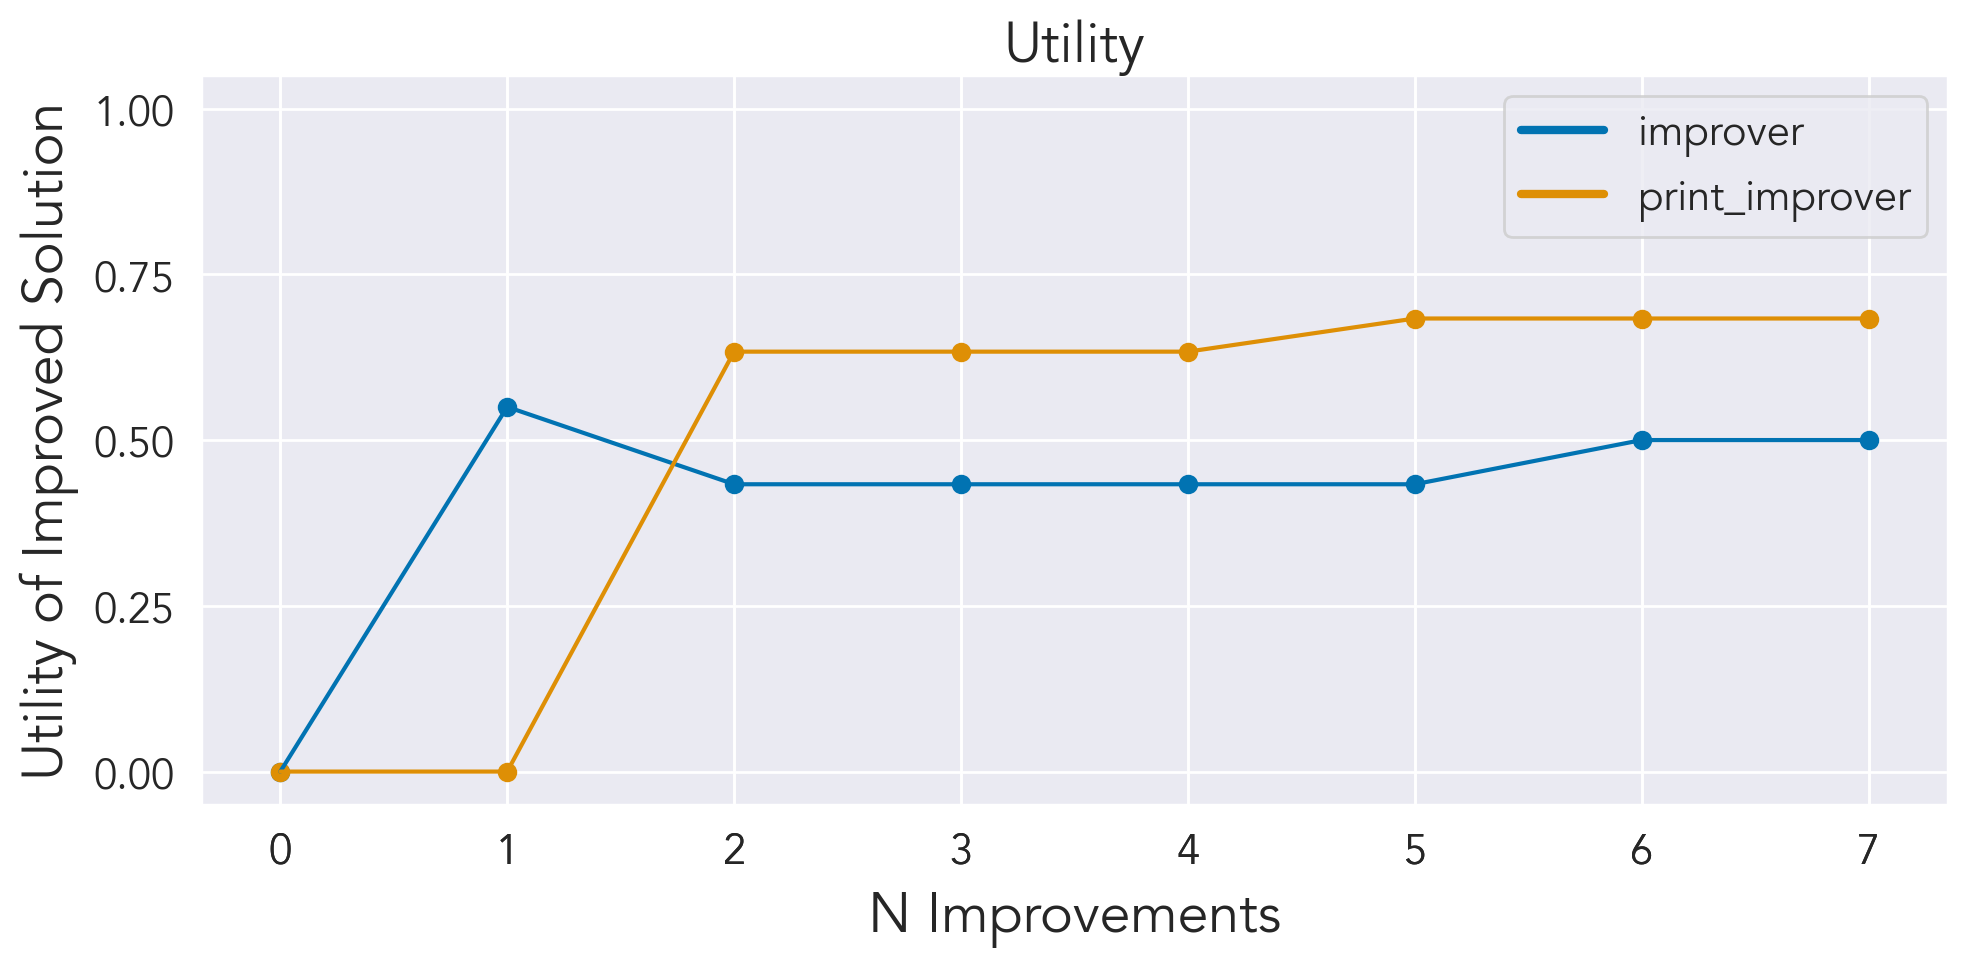 Utility
Utility of Improved Solution
1.00
0.75
0.50
0.25
0.00
improver
print_improver
0 1 2 3 4 5 6 7
N Improvements